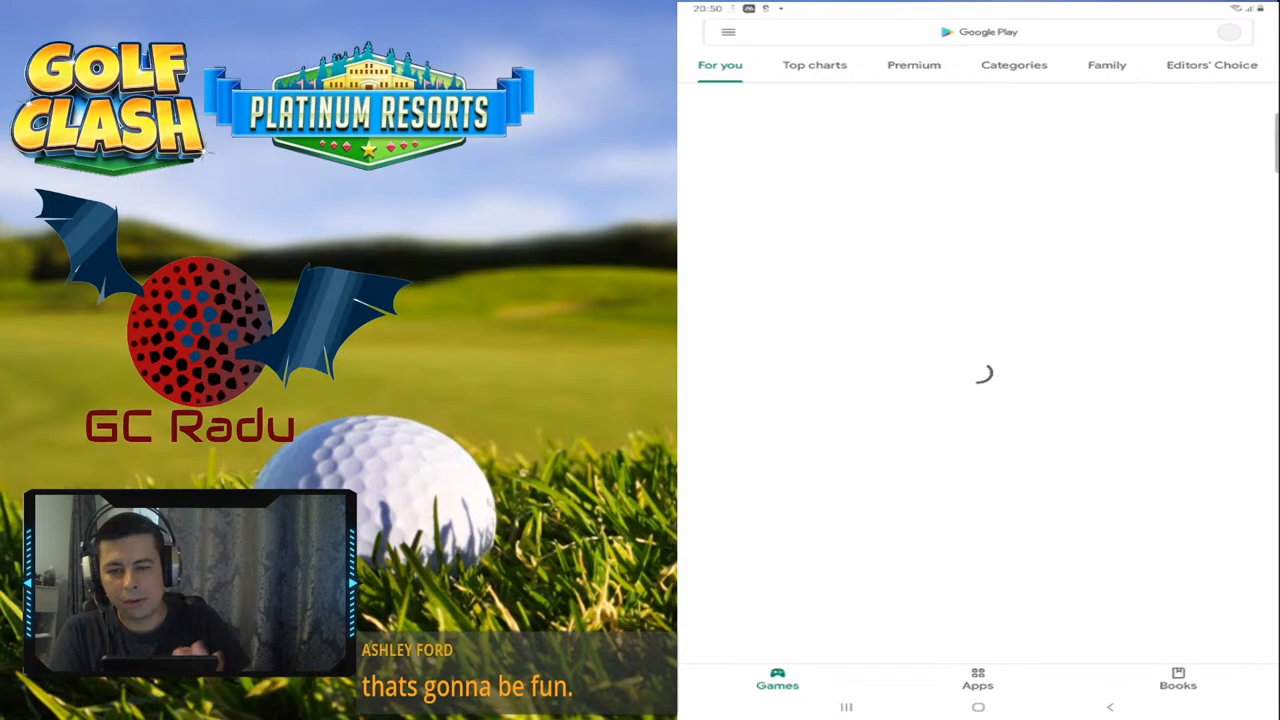 GOLF
CLASH
PLATINUM RESORTS
GC Radu
ASHLEY FORD
thats gonna be fun.
20:50
Google Play
For you
Top charts
Premium
Categories
Family
Editors' Choice
Games
Apps
Books